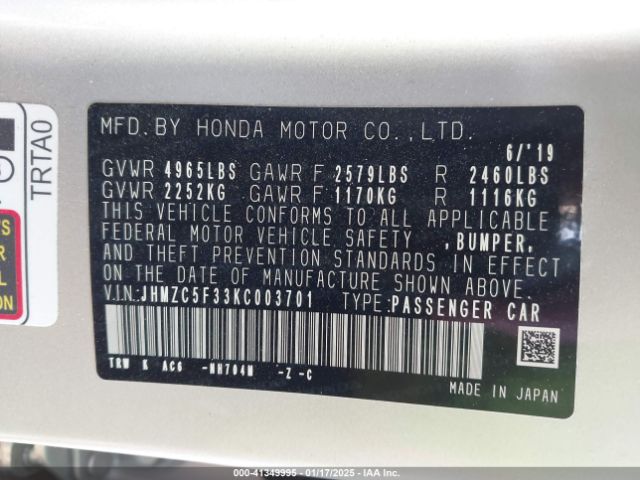 MFD. BY HONDA MOTOR CO., LTD.
6/'19
GVWR 4965LBS GAWR F 2579LBS R 2460LBS
GVWR 2252KG GAWR F 1170KG R 1116KG
THIS VEHICLE CONFORMS TO ALL APPLICABLE
FEDERAL MOTOR VEHICLE SAFETY , BUMPER,
AND THEFT PREVENTION STANDARDS IN EFFECT
ON THE DATE OF MANUFACTURE SHOWN ABOVE.
V.I.N: JHMZC5F33KC003701 TYPE: PASSENGER CAR
TRW K AC6 -NH704M -Z -C
MADE IN JAPAN
TRTA0
000-41349995 - 01/17/2025 - IAA Inc.